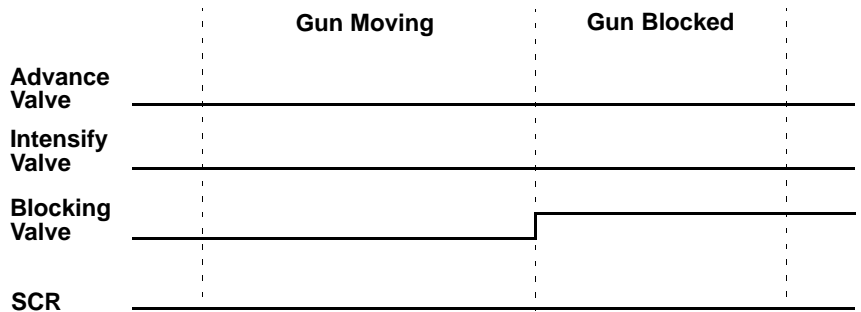 Gun Moving
Gun Blocked
Advance
Valve
Intensify
Valve
Blocking
Valve
SCR